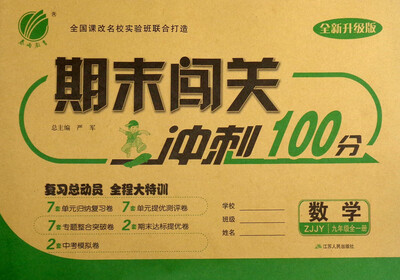 春雨教育
®
全国课改名校实验班联合打造
全新升级版
期末闯关
总主编 严军
冲刺100分
复习总动员 全程大特训
7套单元归纳复习卷 7套单元提优测评卷
7套专题整合突破卷 2套期末达标提优卷
2套中考模拟卷
学校:
班级:
姓名:
数学
ZJJY 九年级全一册
江苏人民出版社